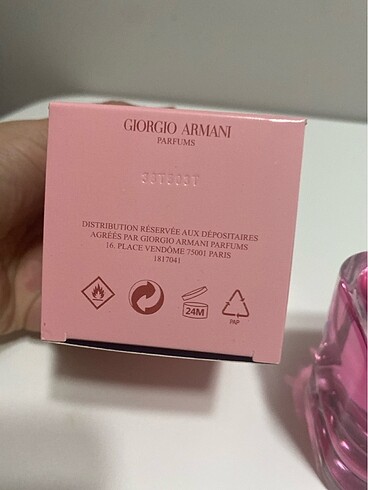 GIORGIO ARMANI
PARFUMS
DISTRIBUTION RÉSERVÉE AUX DÉPOSITAIRES
AGRÉÉS PAR GIORGIO ARMANI PARFUMS
16, PLACE VENDÔME 75001 PARIS
1817041
24M
PAP